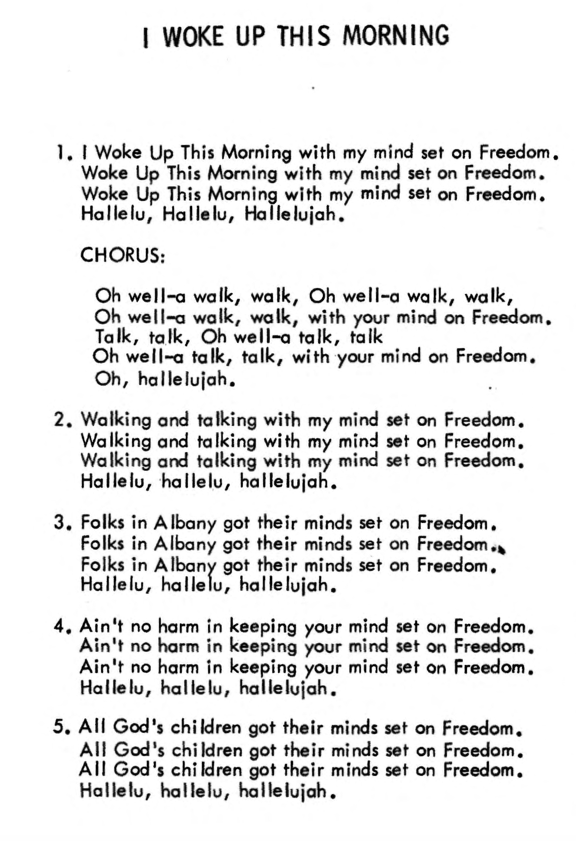 I WOKE UP THIS MORNING
1. I Woke Up This Morning with my mind set on Freedom.
Woke Up This Morning with my mind set on Freedom.
Woke Up This Morning with my mind set on Freedom.
Hallelu, Hallelu, Hallelujah.
CHORUS:
Oh well-a walk, walk, Oh well-a walk, walk,
Oh well-a walk, walk, with your mind on Freedom.
Talk, talk, Oh well-a talk, talk
Oh well-a talk, talk, with your mind on Freedom.
Oh, hallelujah.
2. Walking and talking with my mind set on Freedom.
Walking and talking with my mind set on Freedom.
Walking and talking with my mind set on Freedom.
Hallelu, hallelu, hallelujah.
3. Folks in Albany got their minds set on Freedom.
Folks in Albany got their minds set on Freedom.
Folks in Albany got their minds set on Freedom.
Hallelu, hallelu, hallelujah.
4. Ain't no harm in keeping your mind set on Freedom.
Ain't no harm in keeping your mind set on Freedom.
Ain't no harm in keeping your mind set on Freedom.
Hallelu, hallelu, hallelujah.
5. All God's children got their minds set on Freedom.
All God's children got their minds set on Freedom.
All God's children got their minds set on Freedom.
Hallelu, hallelu, hallelujah.